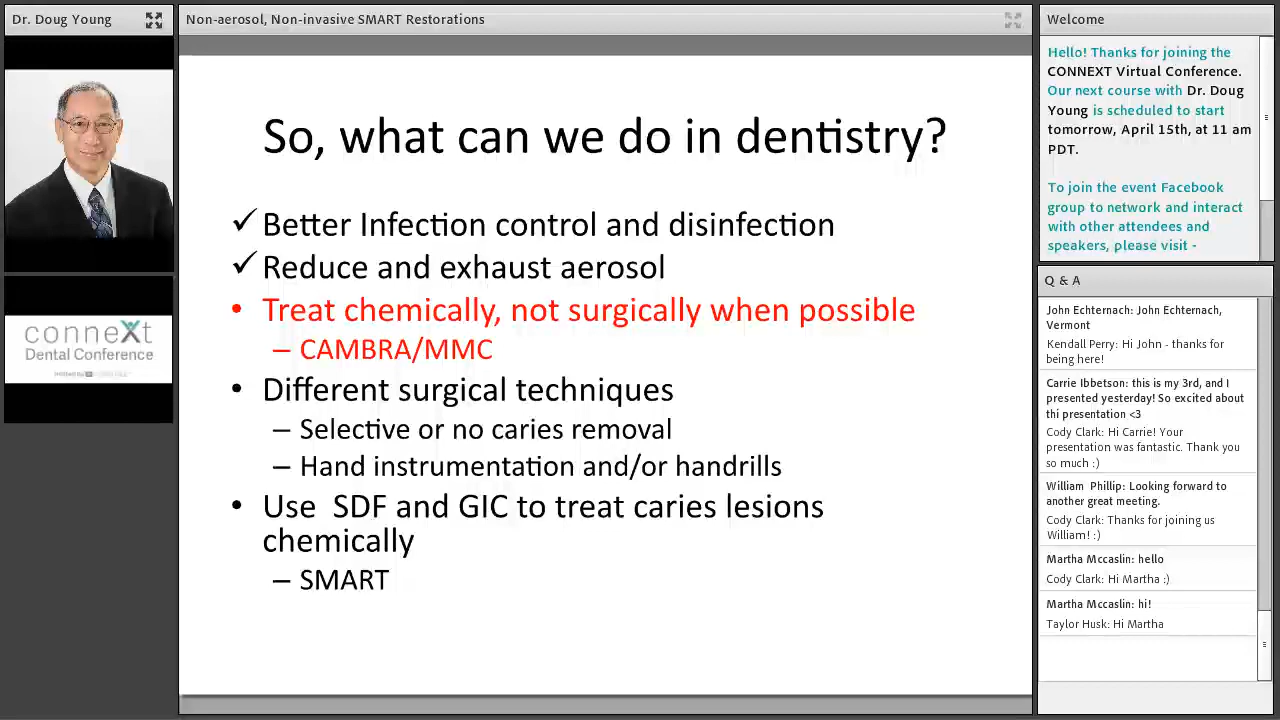 Dr. Doug Young
Non-aerosol, Non-invasive SMART Restorations
Welcome
So, what can we do in dentistry?
✓ Better Infection control and disinfection
✓ Reduce and exhaust aerosol
• Treat chemically, not surgically when possible
– CAMBRA/MMC
• Different surgical techniques
– Selective or no caries removal
– Hand instrumentation and/or handrills
• Use SDF and GIC to treat caries lesions
chemically
– SMART
conneXt
Dental Conference
Hello! Thanks for joining the
CONNEXT Virtual Conference.
Our next course with Dr. Doug
Young is scheduled to start
tomorrow, April 15th, at 11 am
PDT.
To join the event Facebook
group to network and interact
with other attendees and
speakers, please visit -
Q & A
John Echternach: John Echternach,
Vermont
Kendall Perry: Hi John - thanks for
being here!
Carrie Ibbetson: this is my 3rd, and I
presented yesterday! So excited about
thi presentation <3
Cody Clark: Hi Carrie! Your
presentation was fantastic. Thank you
so much :)
William Phillip: Looking forward to
another great meeting.
Cody Clark: Thanks for joining us
William! :)
Martha Mccaslin: hello
Cody Clark: Hi Martha :)
Martha Mccaslin: hi!
Taylor Husk: Hi Martha